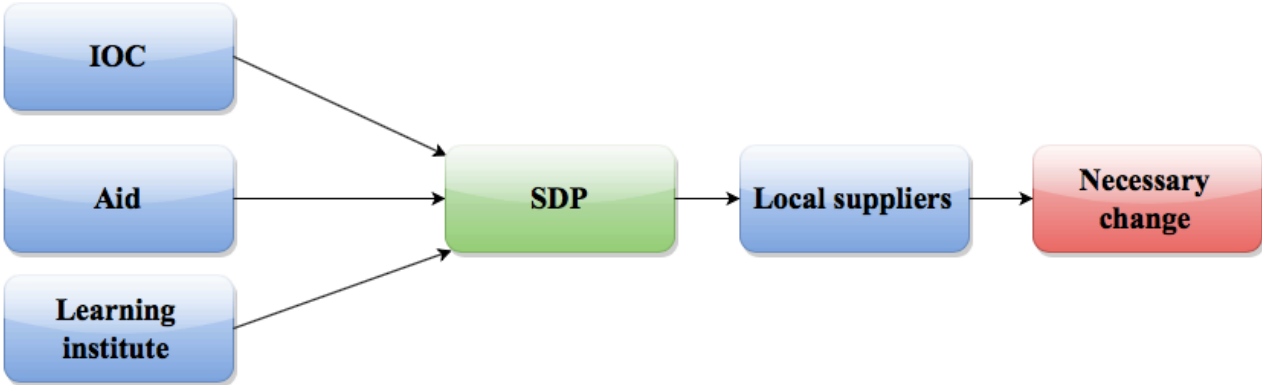 IOC
Aid
Learning
institute
SDP
Local suppliers
Necessary
change